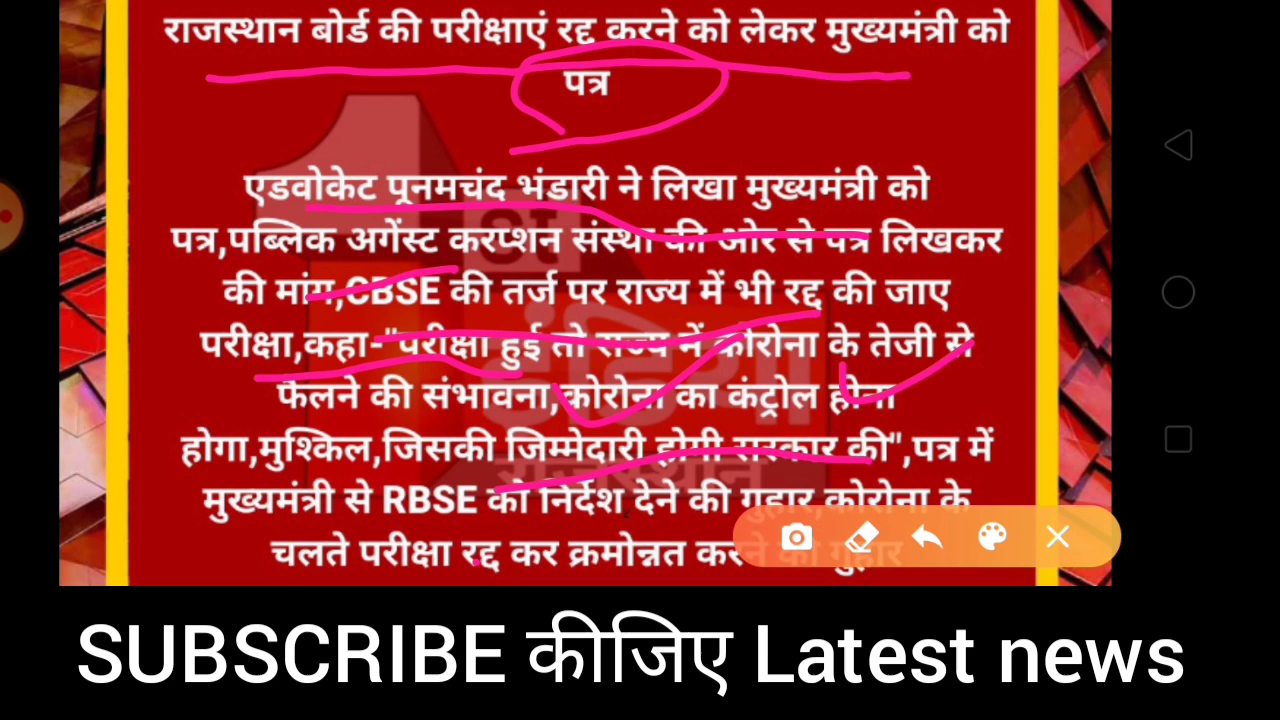 राजस्थान बोर्ड की परीक्षाएं रद्द करने को लेकर मुख्यमंत्री को
पत्र
एडवोकेट पूनमचंद भंडारी ने लिखा मुख्यमंत्री को
पत्र,पब्लिक अगेंस्ट करप्शन संस्था की ओर से पत्र लिखकर
की मांग,CBSE की तर्ज पर राज्य में भी रद्द की जाए
परीक्षा,कहा-"परीक्षा हुई तो राज्य में कोरोना के तेजी से
फैलने की संभावना,कोरोना का कंट्रोल होना
होगा,मुश्किल,जिसकी जिम्मेदारी होगी सरकार की",पत्र में
मुख्यमंत्री से RBSE को निर्देश देने की गुहार,कोरोना के
चलते परीक्षा रद्द कर क्रमोन्नत करने की गुहार
SUBSCRIBE कीजिए Latest news